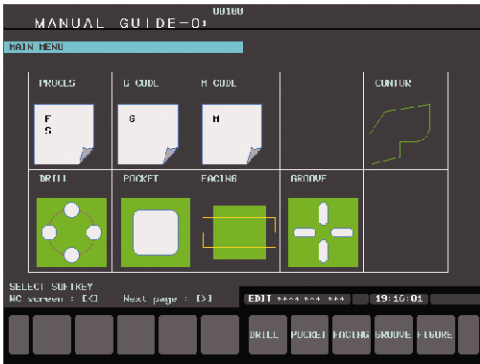 00100
MANUAL GUIDE-0i
MAIN MENU
PROCES G CODE M CODE CONTUR
F
S
G
M
DRILL POCKET FACING GROOVE
SELECT SOFTKEY
NC screen : [<] Next page : [>] EDIT **** *** *** 19:16:01
DRILL POCKET FACING GROOVE FIGURE